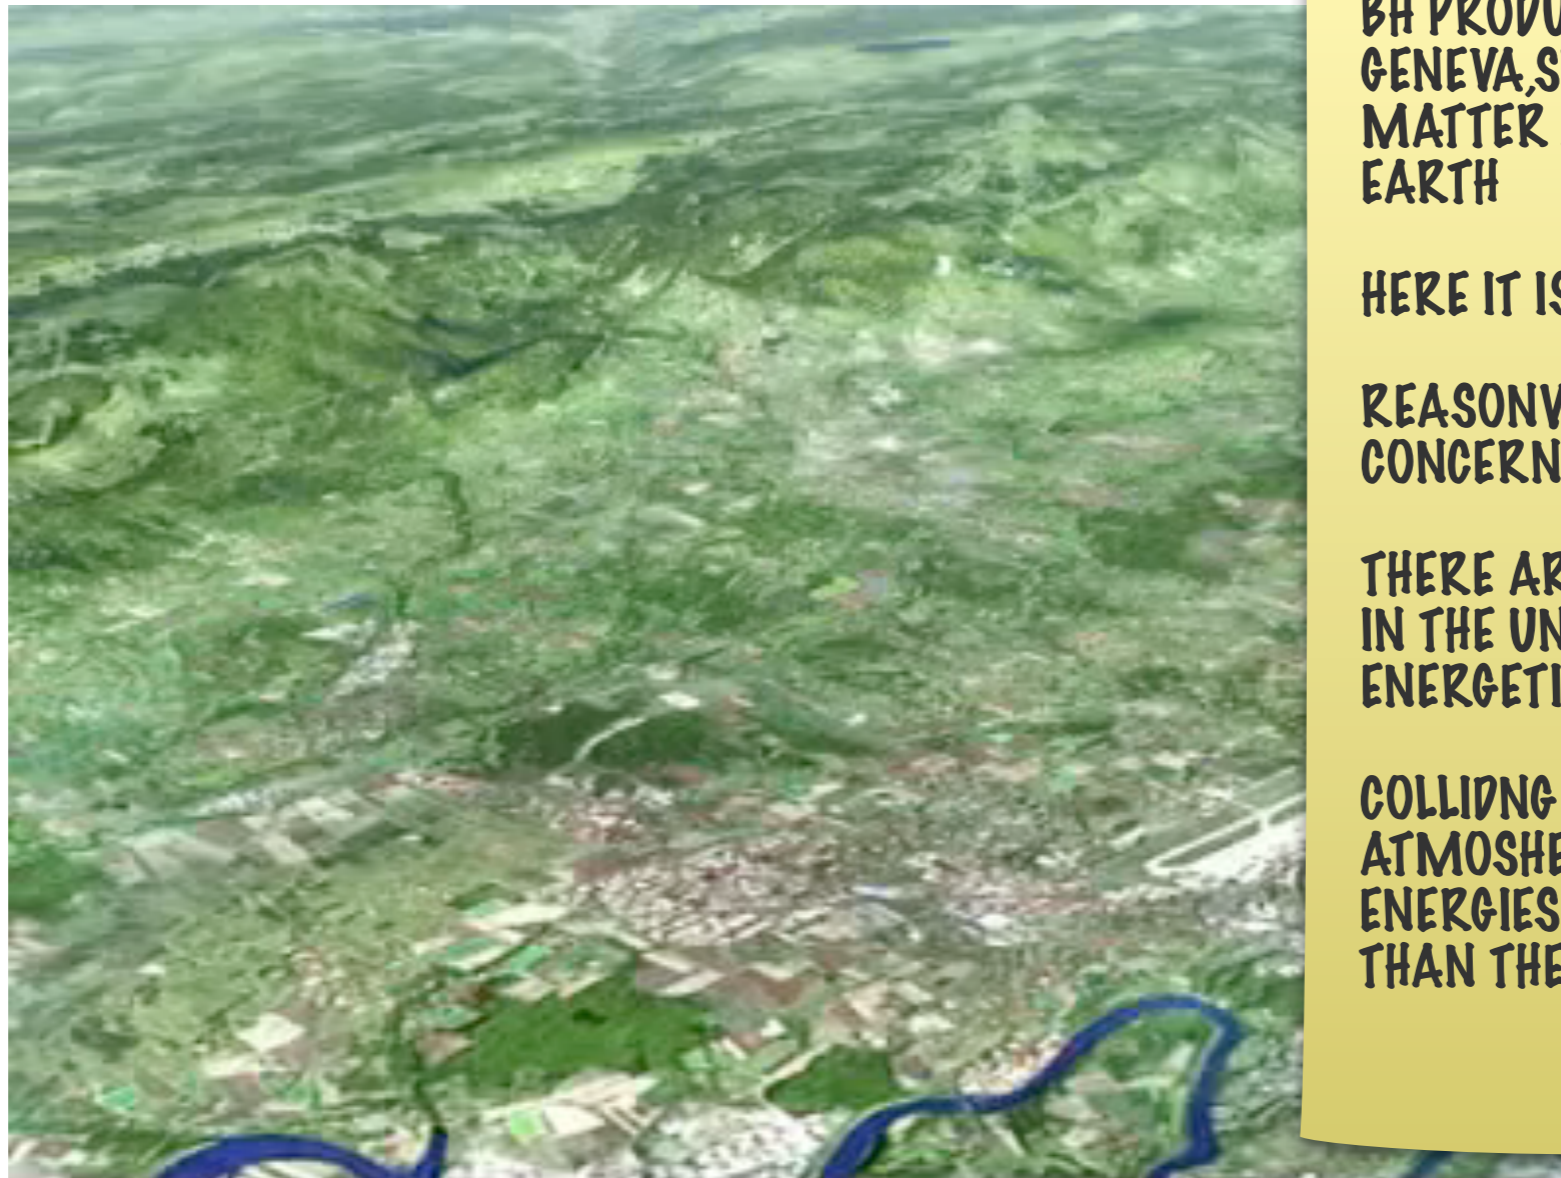 BH PRODU
GENEVA,S
MATTER
EARTH
HERE IT IS
REASONV
CONCERN
THERE AR
IN THE UN
ENERGETI
COLLIDNG
ATMOSHE
ENERGIES
THAN THE